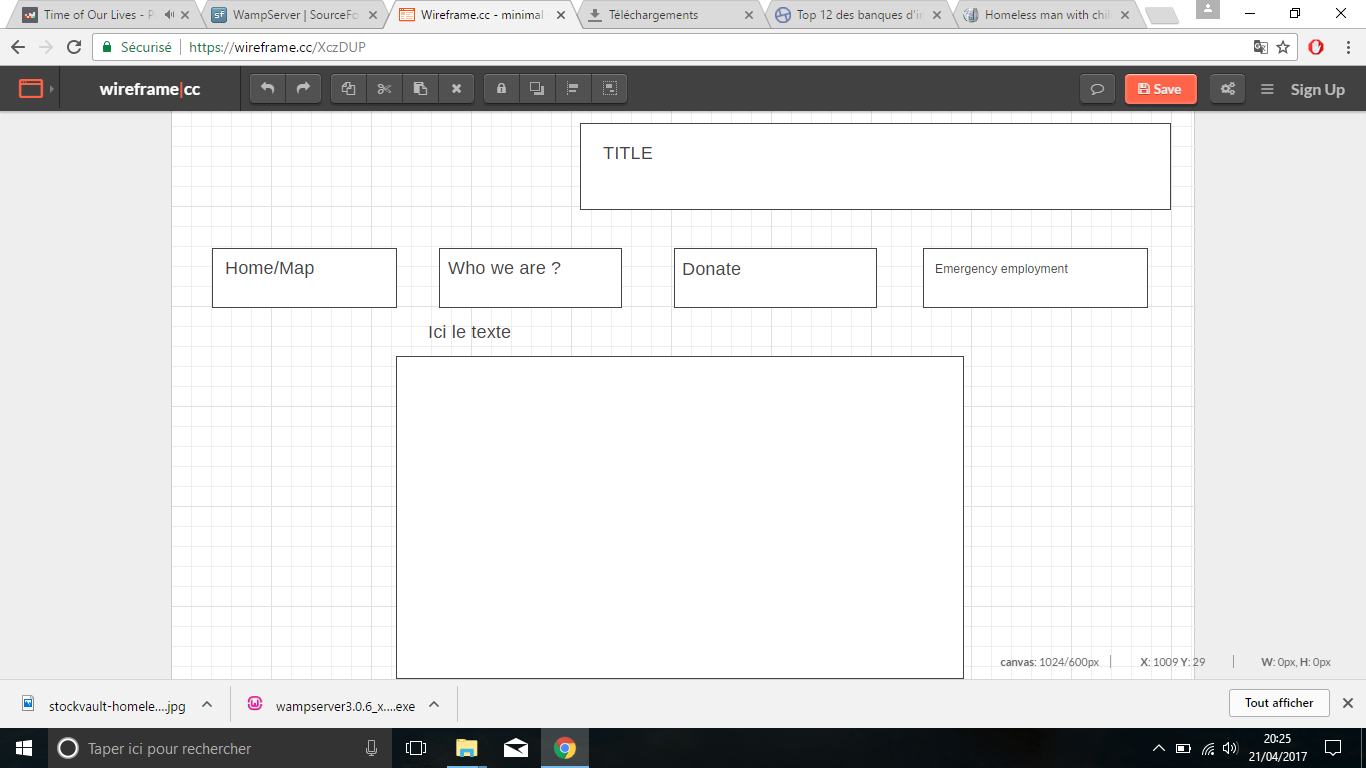 Time of Our Lives - P
WampServer | SourceFo
Wireframe.cc - minimal
Téléchargements
Top 12 des banques d'in
Homeless man with chil
Sécurisé
https://wireframe.cc/XczDUP
wireframe|cc
Save
Sign Up
TITLE
Home/Map
Who we are ?
Donate
Emergency employment
Ici le texte
canvas: 1024/600px
X: 1009 Y: 29
W: 0px, H: 0px
stockvault-homele....jpg
wampserver3.0.6_x....exe
Tout afficher
Taper ici pour rechercher
20:25
21/04/2017